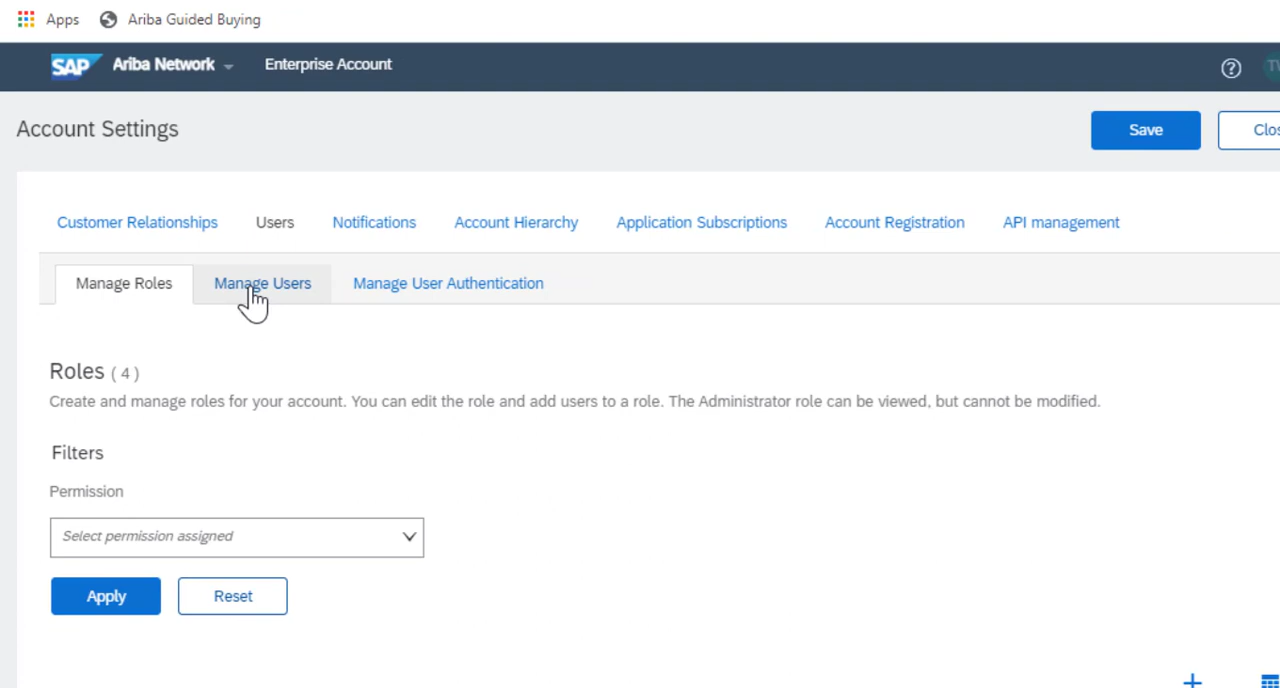 Apps Ariba Guided Buying
SAP Ariba Network Enterprise Account
Account Settings Save
Customer Relationships Users Notifications Account Hierarchy Application Subscriptions Account Registration API management
Manage Roles Manage Users Manage User Authentication
Roles ( 4 )
Create and manage roles for your account. You can edit the role and add users to a role. The Administrator role can be viewed, but cannot be modified.
Filters
Permission
Select permission assigned
Apply Reset